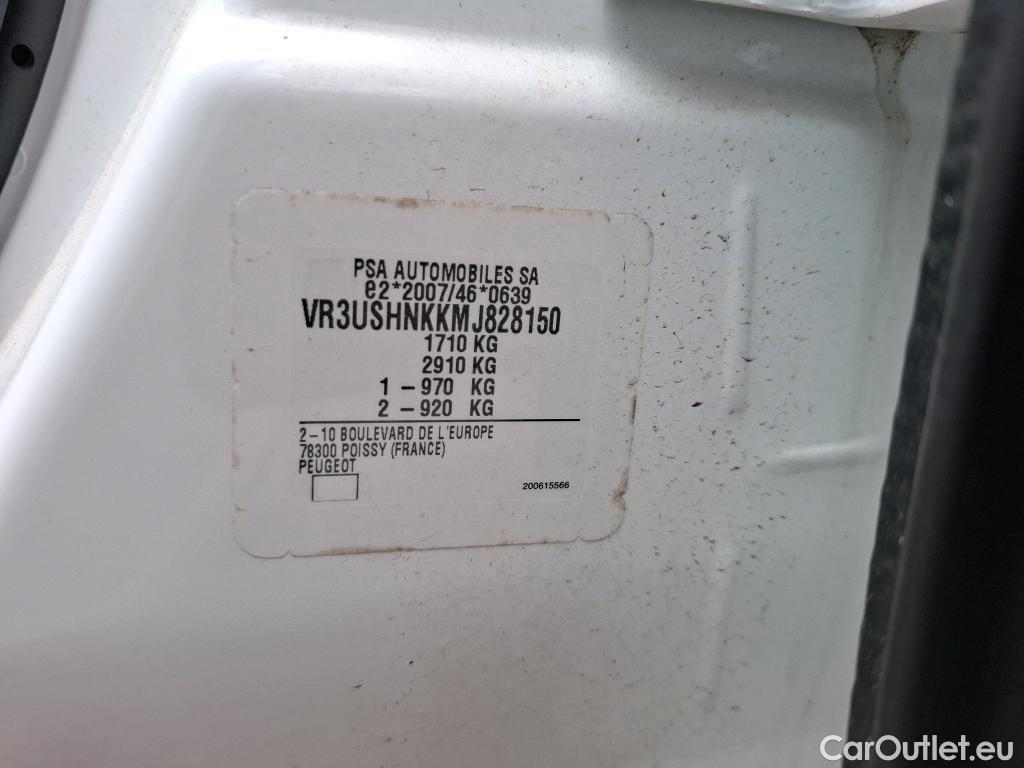 PSA AUTOMOBILES SA
e2*2007/46*0639
VR3USHNKKMJ828150
1710 KG
2910 KG
1 – 970 KG
2 – 920 KG
2 – 10 BOULEVARD DE L'EUROPE
78300 POISSY (FRANCE)
PEUGEOT
200615566
CarOutlet.eu